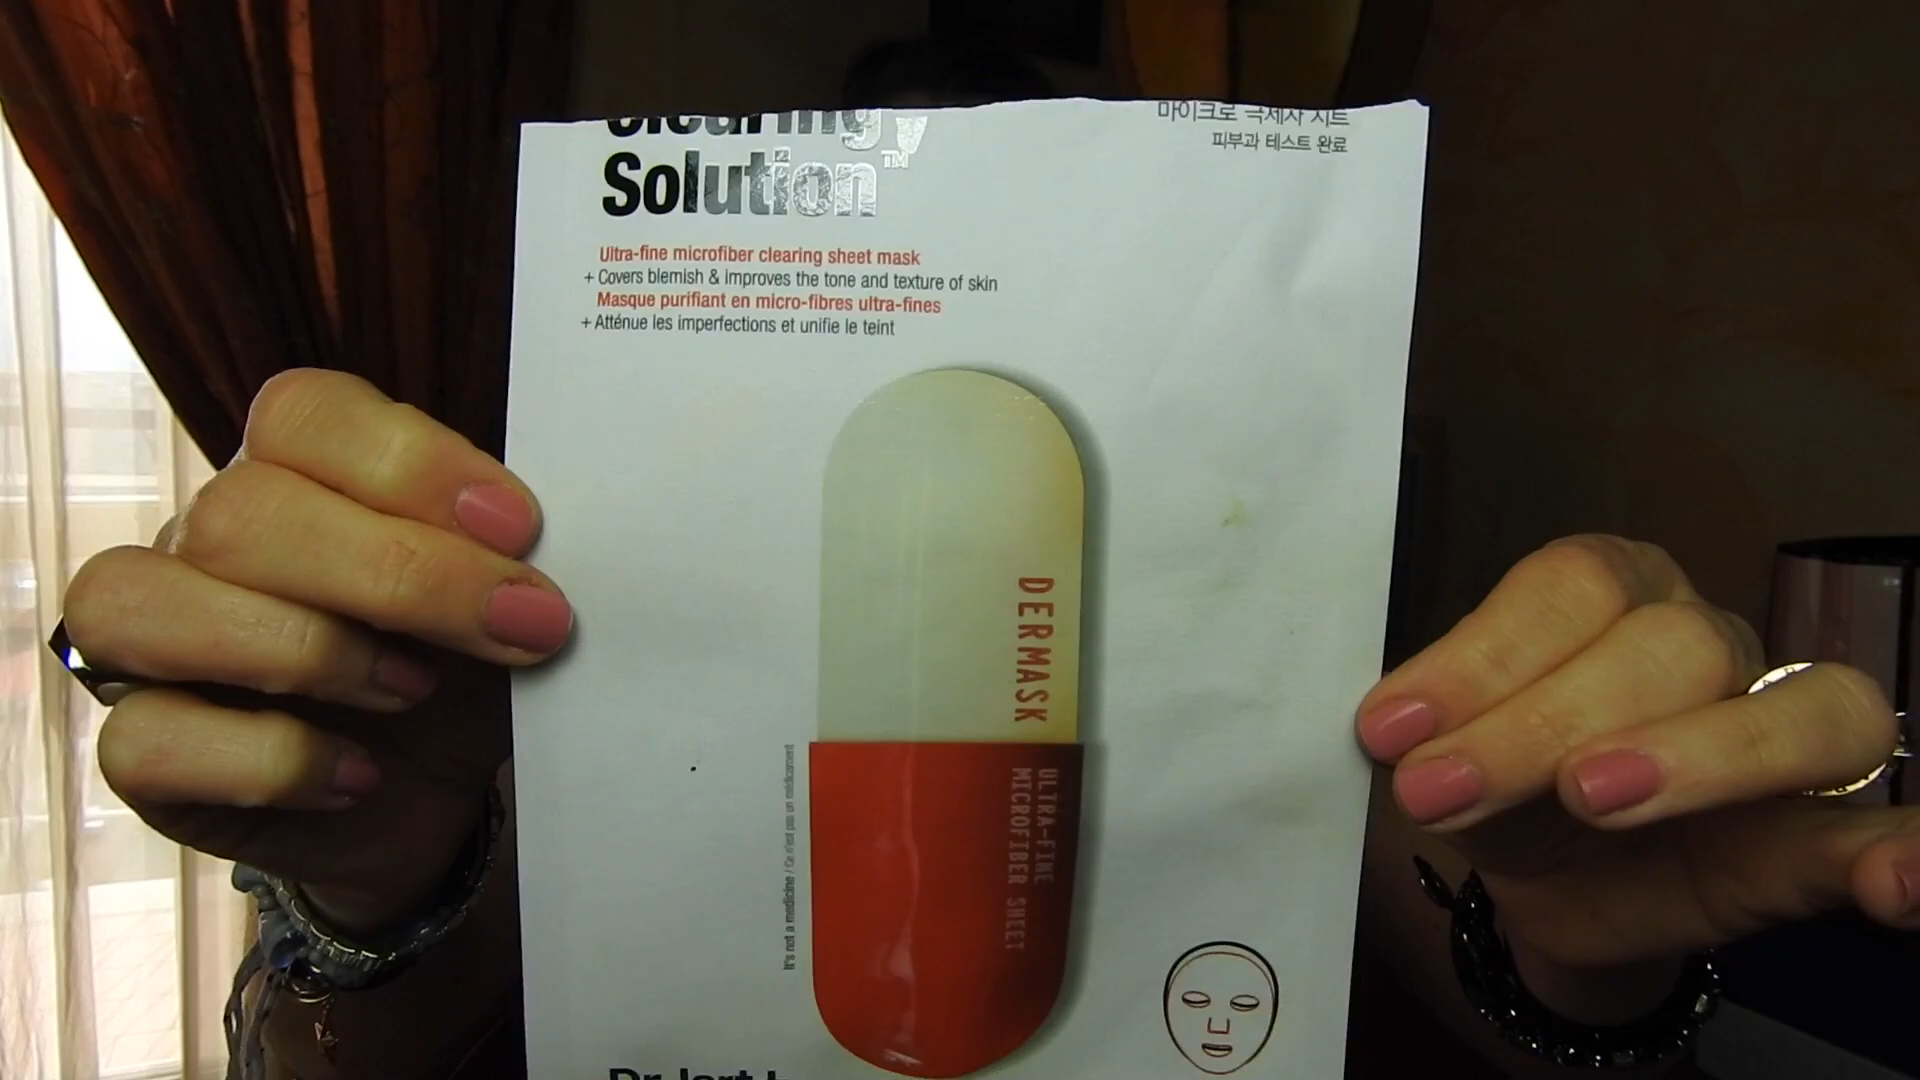 Clearing
Solution™
마이크로 극세사 시트
피부과 테스트 완료
Ultra-fine microfiber clearing sheet mask
+ Covers blemish & improves the tone and texture of skin
Masque purifiant en micro-fibres ultra-fines
+ Atténue les imperfections et unifie le teint
DERMASK
ULTRA-FINE
MICROFIBER SHEET
It's not a medicine / Ce n'est pas un médicament
Dr.Jart+